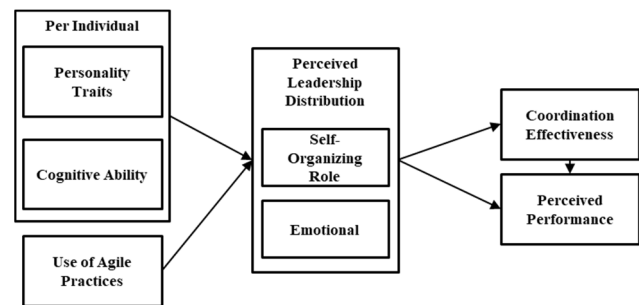 Per Individual
Personality
Traits
Cognitive Ability
Use of Agile
Practices
Perceived
Leadership
Distribution
Self-
Organizing
Role
Emotional
Coordination
Effectiveness
Perceived
Performance